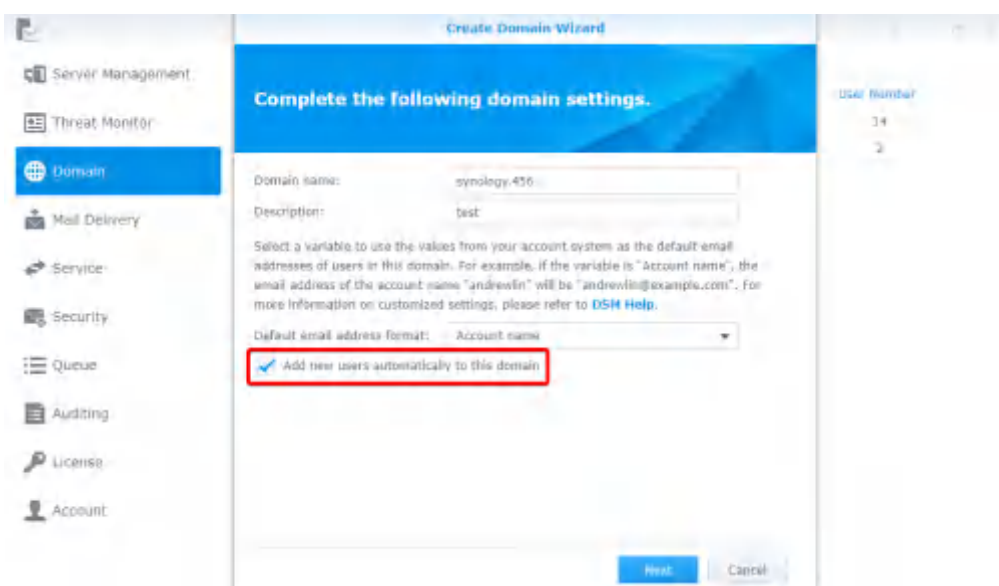 Create Domain Wizard
Server Management
Threat Monitor
Domain
Mail Delivery
Service
Security
Queue
Auditing
License
Account
Complete the following domain settings.
Domain name: synology.456
Description: test
Select a variable to use the values from your account system as the default email
addresses of users in this domain. For example, if the variable is "Account name", the
email address of the account name "andrewlin" will be "andrewlin@example.com". For
more information on customized settings, please refer to DSM Help.
Default email address format: Account name
Add new users automatically to this domain
Next Cancel
User Number
14
2